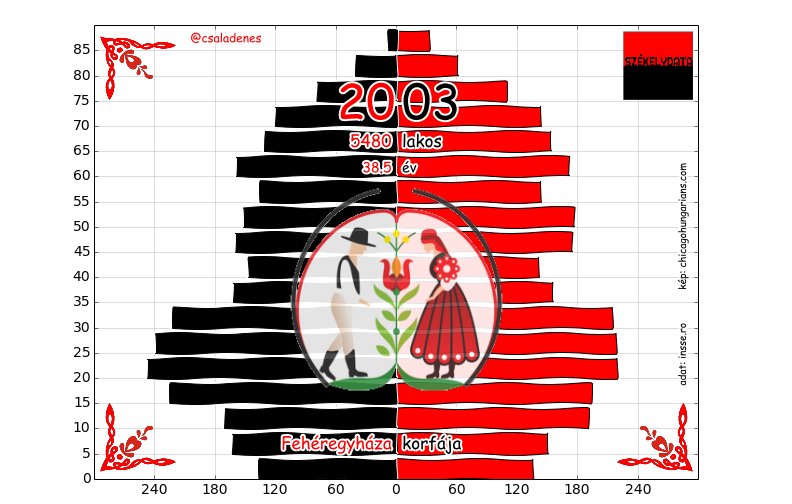 @csaladenes
SZÉKELYDATA
2003
5480 lakos
38.5 év
kép: chicagohungarians.com
adat: insse.ro
Fehéregyháza korfája
85
80
75
70
65
60
55
50
45
40
35
30
25
20
15
10
5
0
240 180 120 60 0 60 120 180 240